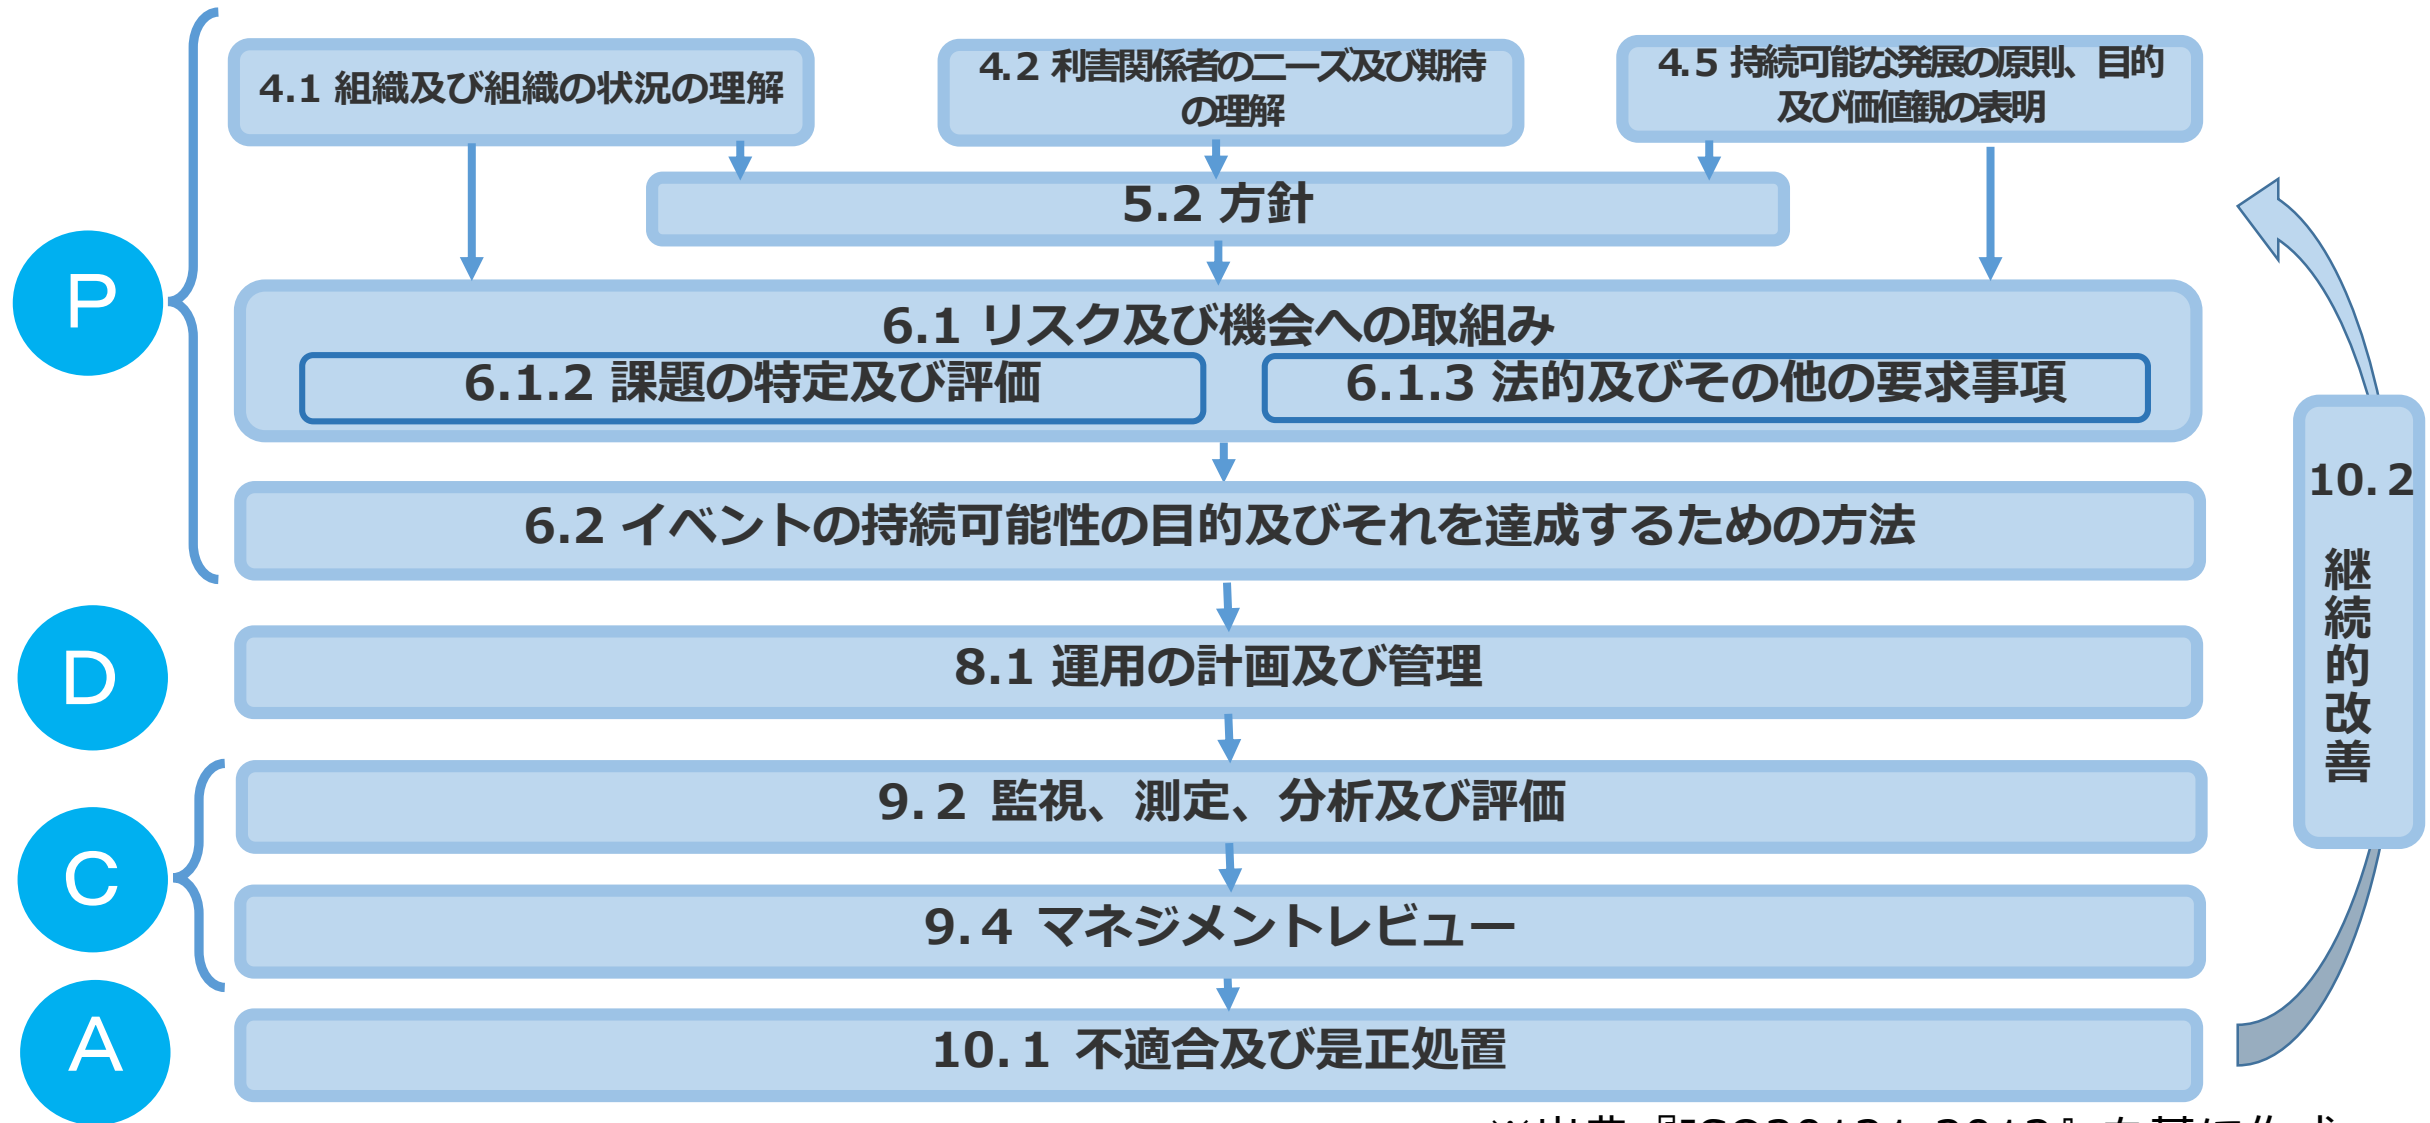 4.1 組織及び組織の状況の理解
4.2 利害関係者のニーズ及び期待
の理解
4.5 持続可能な発展の原則、目的
及び価値観の表明
5.2 方針
P
6.1 リスク及び機会への取組み
6.1.2 課題の特定及び評価
6.1.3 法的及びその他の要求事項
6.2 イベントの持続可能性の目的及びそれを達成するための方法
D
8.1 運用の計画及び管理
C
9.2 監視、測定、分析及び評価
9.4 マネジメントレビュー
A
10.1 不適合及び是正処置
10.2
継続的改善